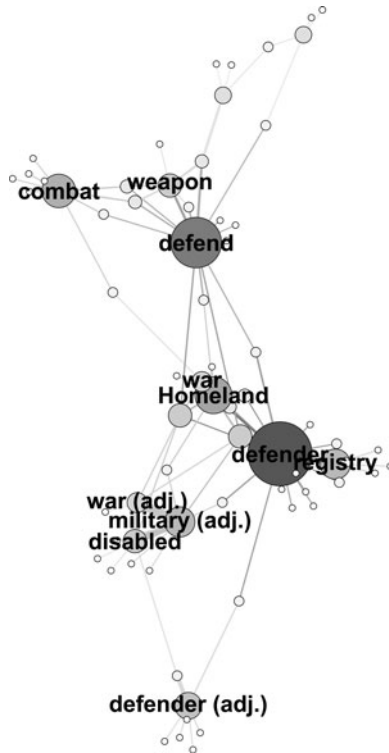 combat
weapon
defend
war
Homeland
defender
registry
war (adj.)
military (adj.)
disabled
defender (adj.)